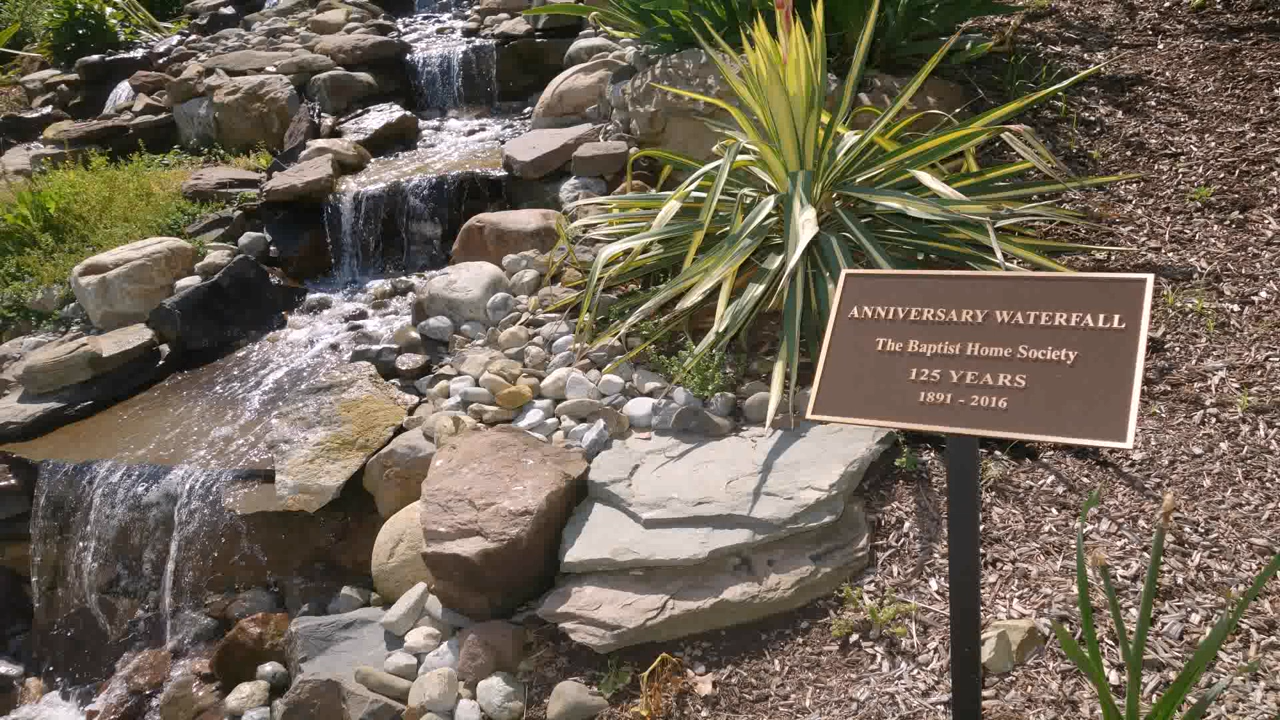 ANNIVERSARY WATERFALL
The Baptist Home Society
125 YEARS
1891 - 2016